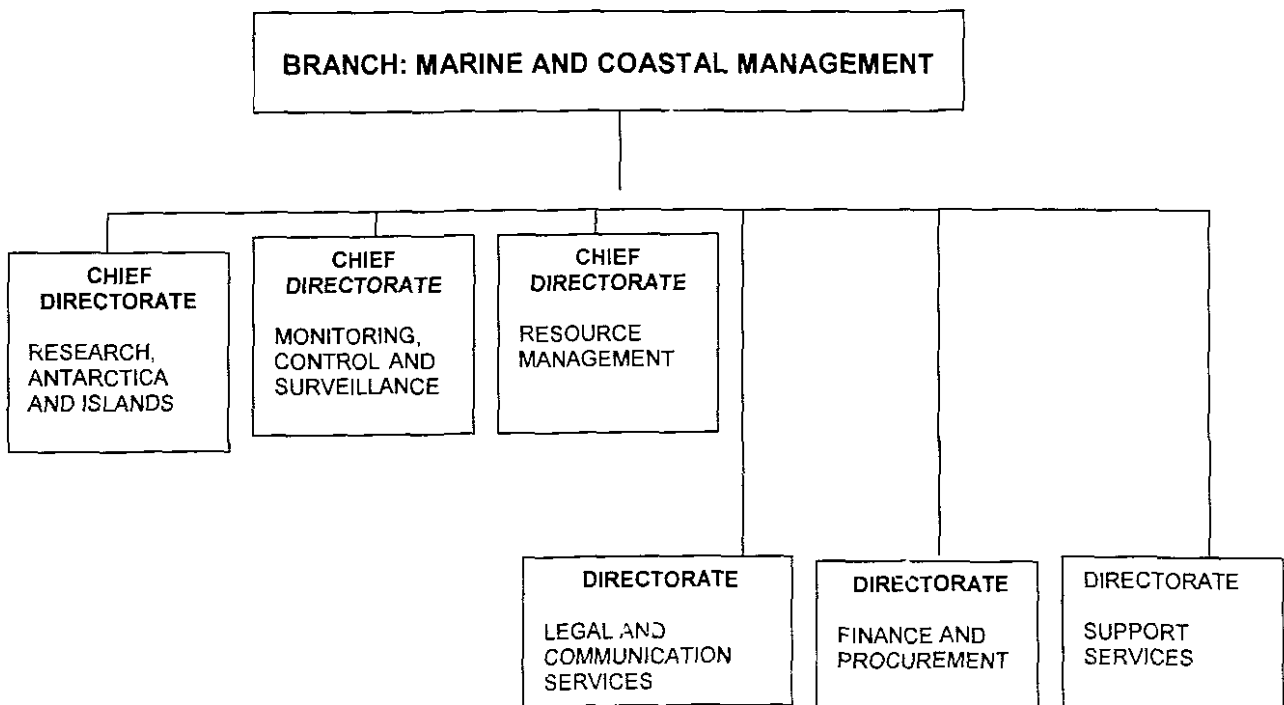 BRANCH: MARINE AND COASTAL MANAGEMENT
CHIEF
DIRECTORATE
RESEARCH,
ANTARCTICA
AND ISLANDS
CHIEF
DIRECTORATE
MONITORING,
CONTROL AND
SURVEILLANCE
CHIEF
DIRECTORATE
RESOURCE
MANAGEMENT
DIRECTORATE
LEGAL AND
COMMUNICATION
SERVICES
DIRECTORATE
FINANCE AND
PROCUREMENT
DIRECTORATE
SUPPORT
SERVICES